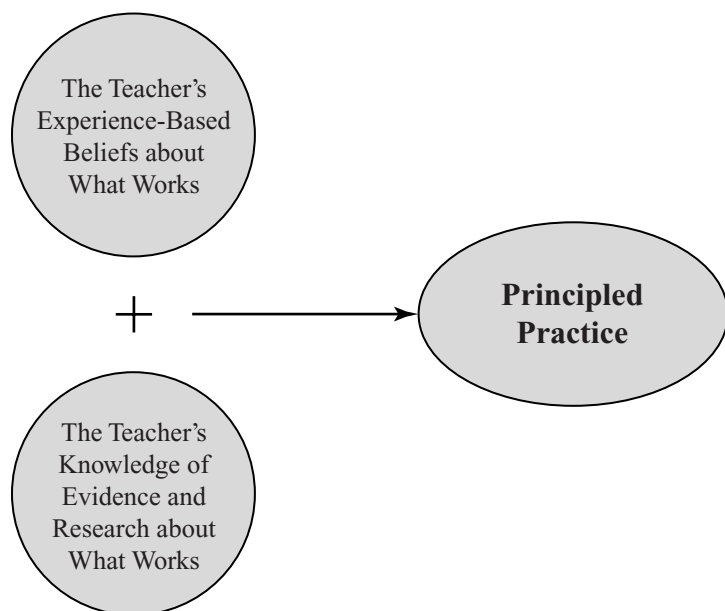 The Teacher’s
Experience-Based
Beliefs about
What Works
+
Principled
Practice
The Teacher’s
Knowledge of
Evidence and
Research about
What Works